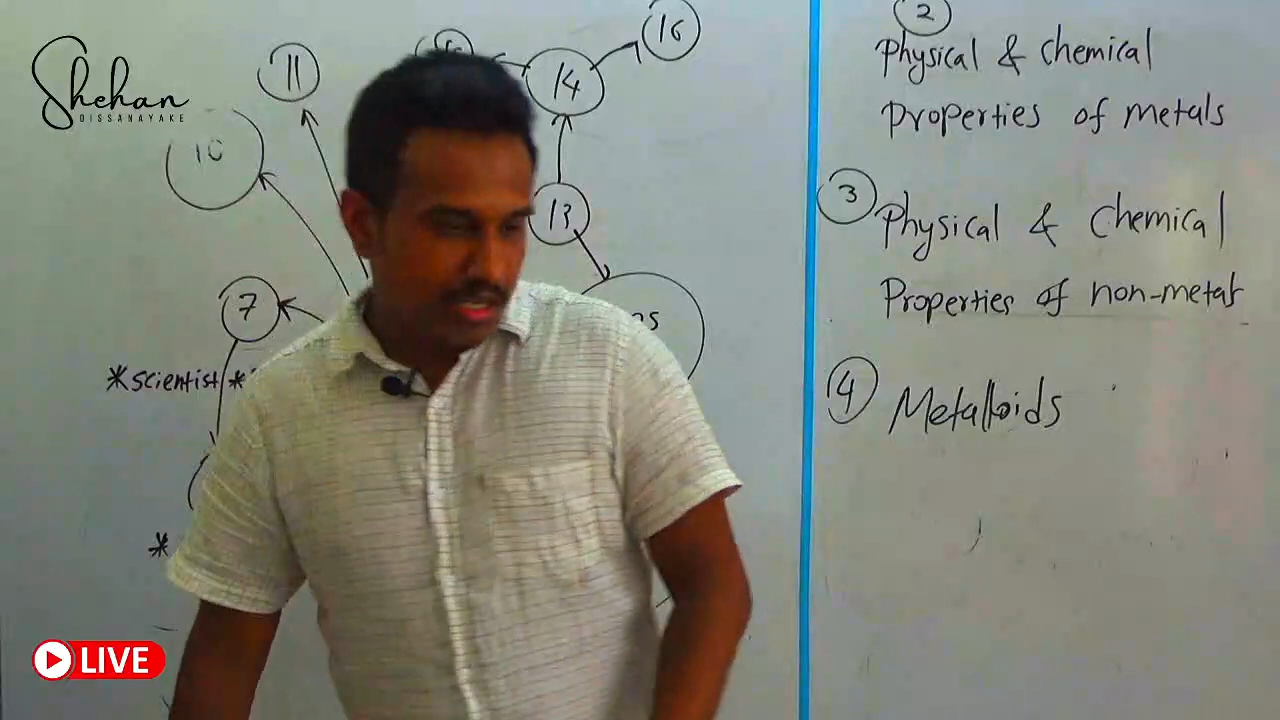 Shehan
DISSANAYAKE
11
14
16
10
13
7
*scientist *
*
LIVE
2
Physical & chemical
Properties of metals
3
Physical & Chemical
Properties of non-metals
4
Metalloids